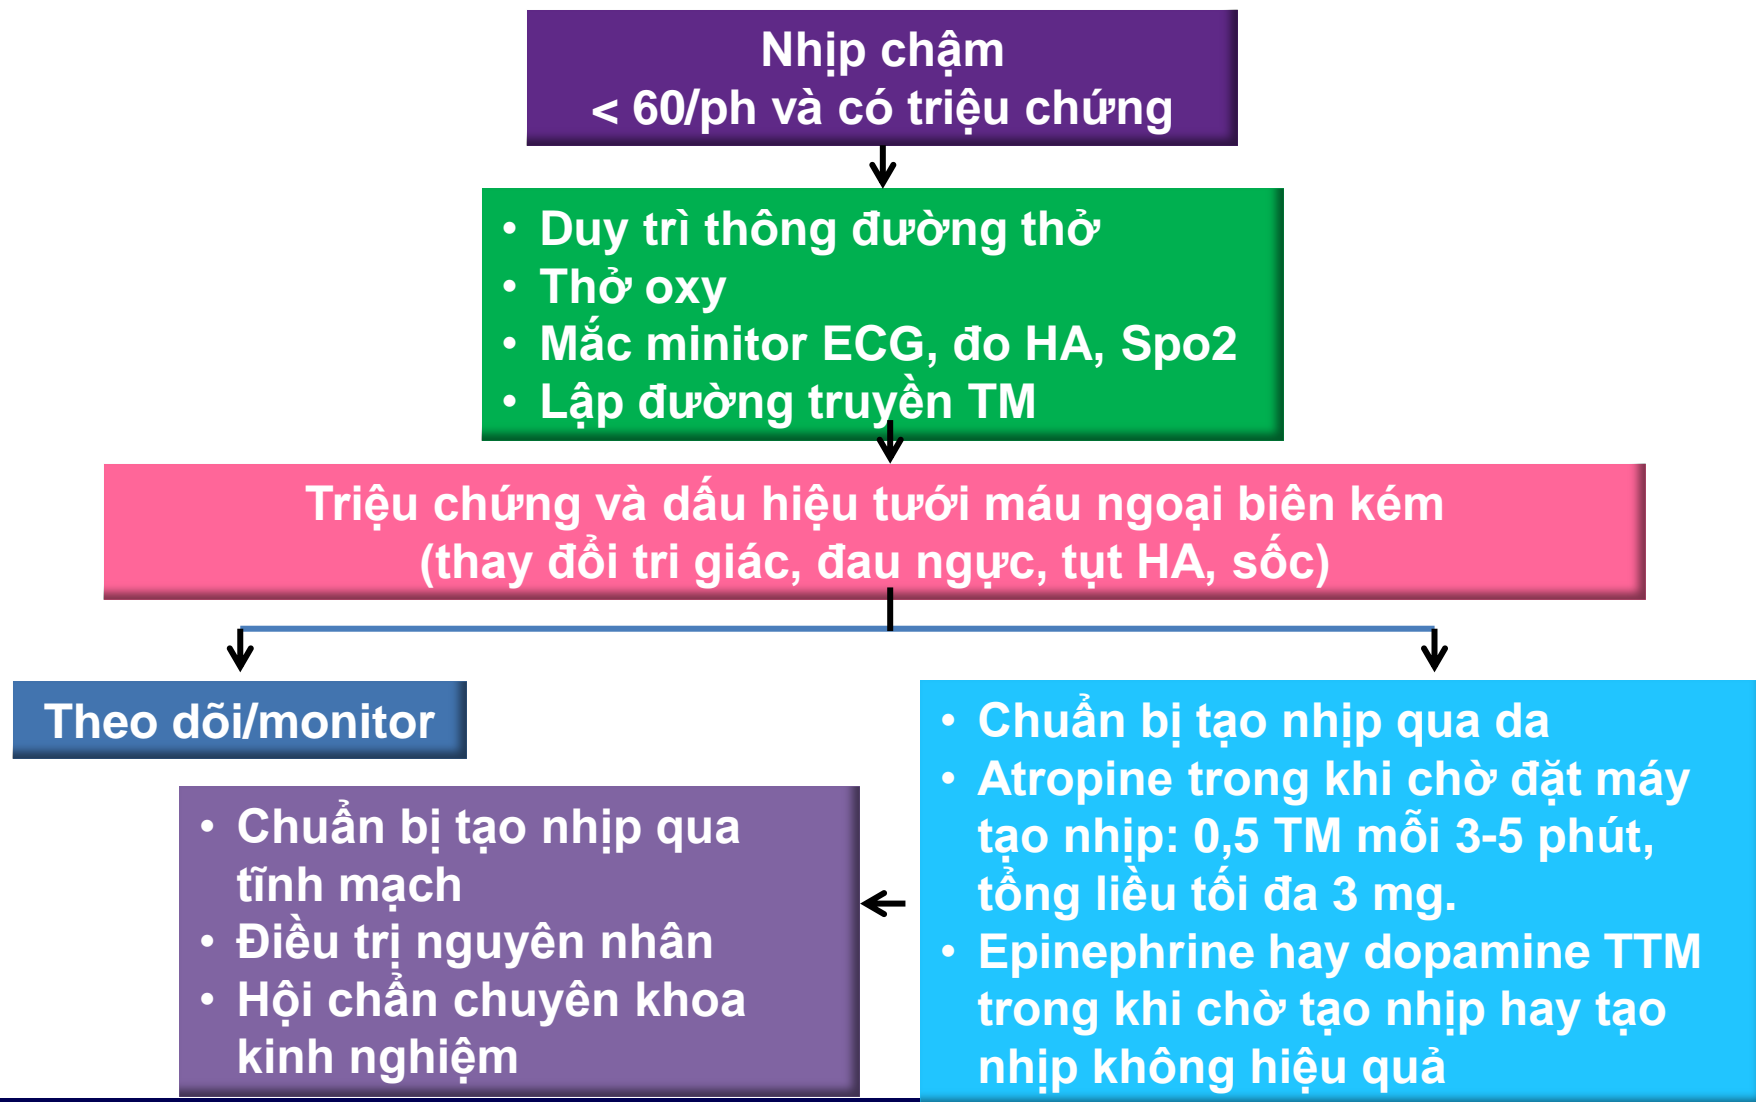 Nhịp chậm
< 60/ph và có triệu chứng
• Duy trì thông đường thở
• Thở oxy
• Mắc minitor ECG, đo HA, Spo2
• Lập đường truyền TM
Triệu chứng và dấu hiệu tưới máu ngoại biên kém
(thay đổi tri giác, đau ngực, tụt HA, sốc)
Theo dõi/monitor
• Chuẩn bị tạo nhịp qua da
• Atropine trong khi chờ đặt máy
tạo nhịp: 0,5 TM mỗi 3-5 phút,
tổng liều tối đa 3 mg.
• Epinephrine hay dopamine TTM
trong khi chờ tạo nhịp hay tạo
nhịp không hiệu quả
• Chuẩn bị tạo nhịp qua
tĩnh mạch
• Điều trị nguyên nhân
• Hội chẩn chuyên khoa
kinh nghiệm